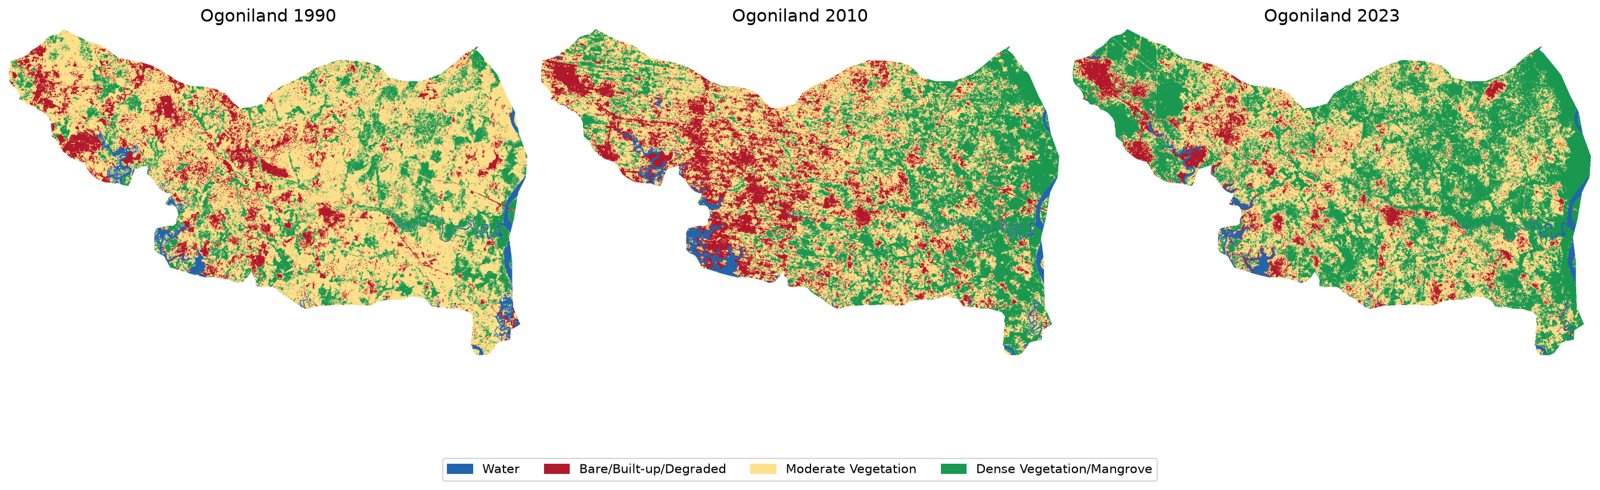 Ogoniland 1990
Ogoniland 2010
Ogoniland 2023
Water
Bare/Built-up/Degraded
Moderate Vegetation
Dense Vegetation/Mangrove